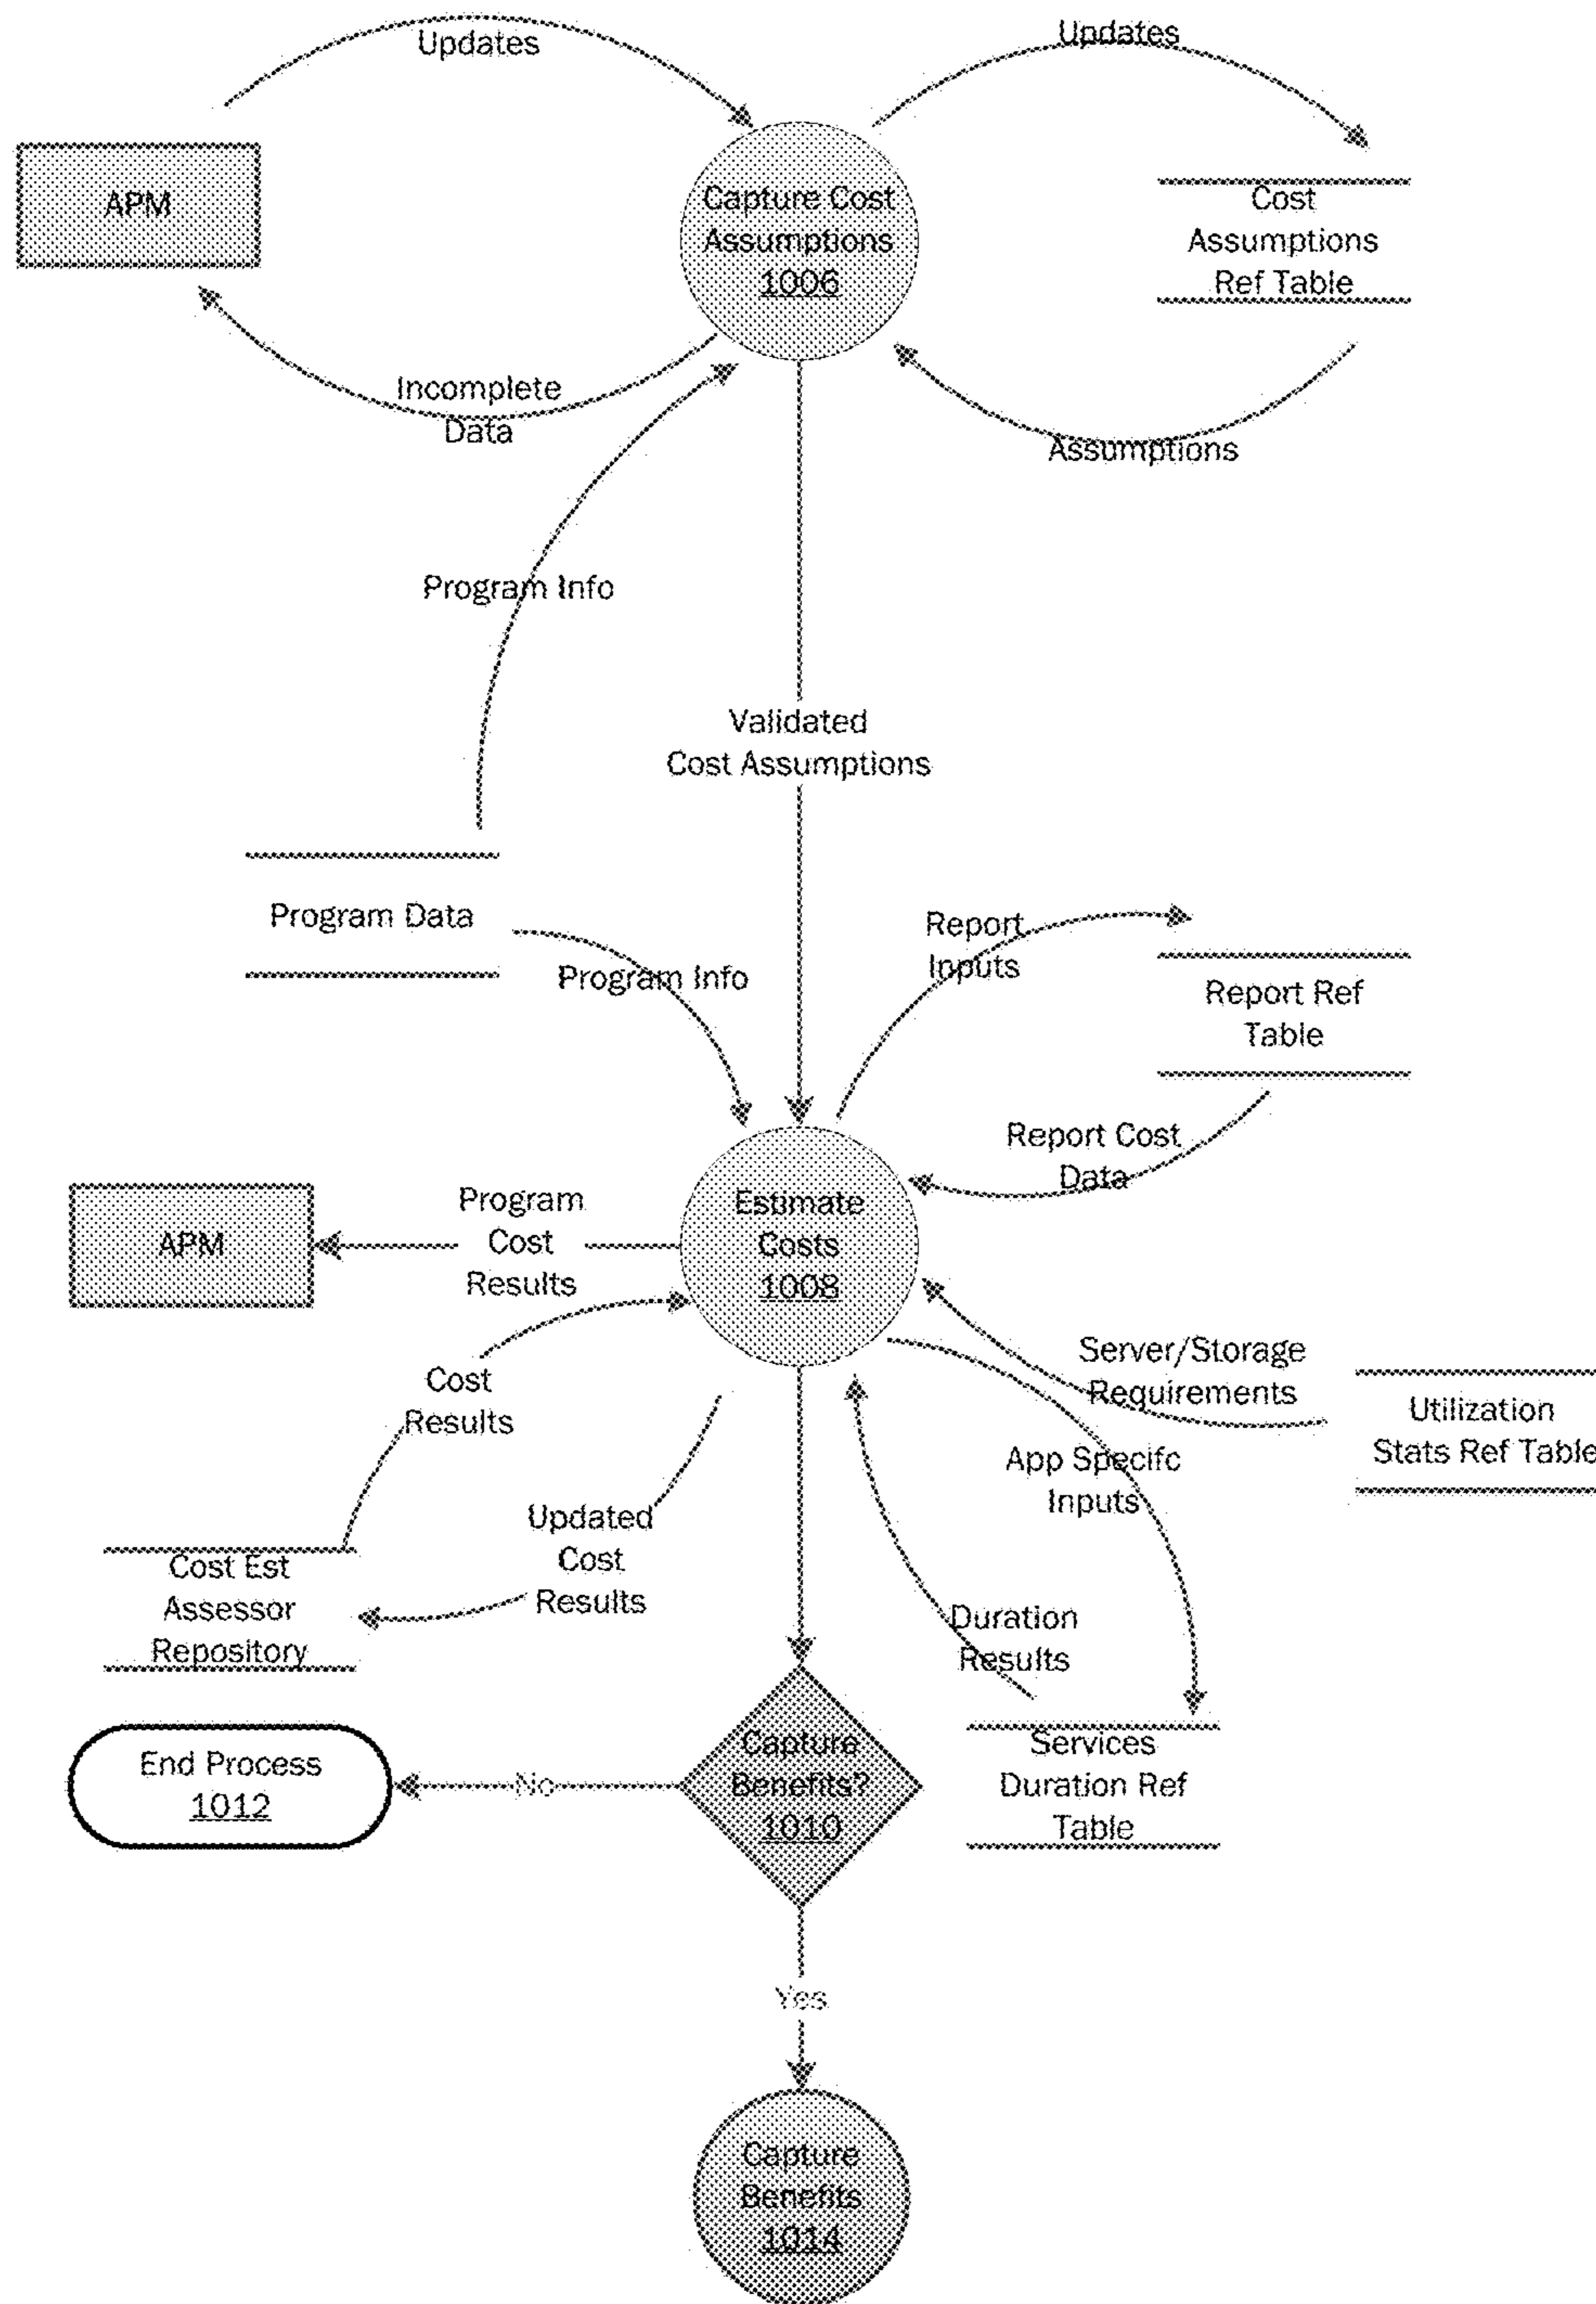 Updates
Updates
APM
Capture Cost
Assumptions
1006
Cost
Assumptions
Ref Table
Incomplete
Data
Assumptions
Program Info
Validated
Cost Assumptions
Program Data
Program Info
Report
Inputs
Report Ref
Table
Report Cost
Data
APM
Program
Cost
Results
Estimate
Costs
1008
Cost
Results
Server/Storage
Requirements
Utilization
Stats Ref Table
App Specifc
Inputs
Updated
Cost
Results
Cost Est
Assessor
Repository
Duration
Results
End Process
1012
No
Capture
Benefits?
1010
Services
Duration Ref
Table
Yes
Capture
Benefits
1014